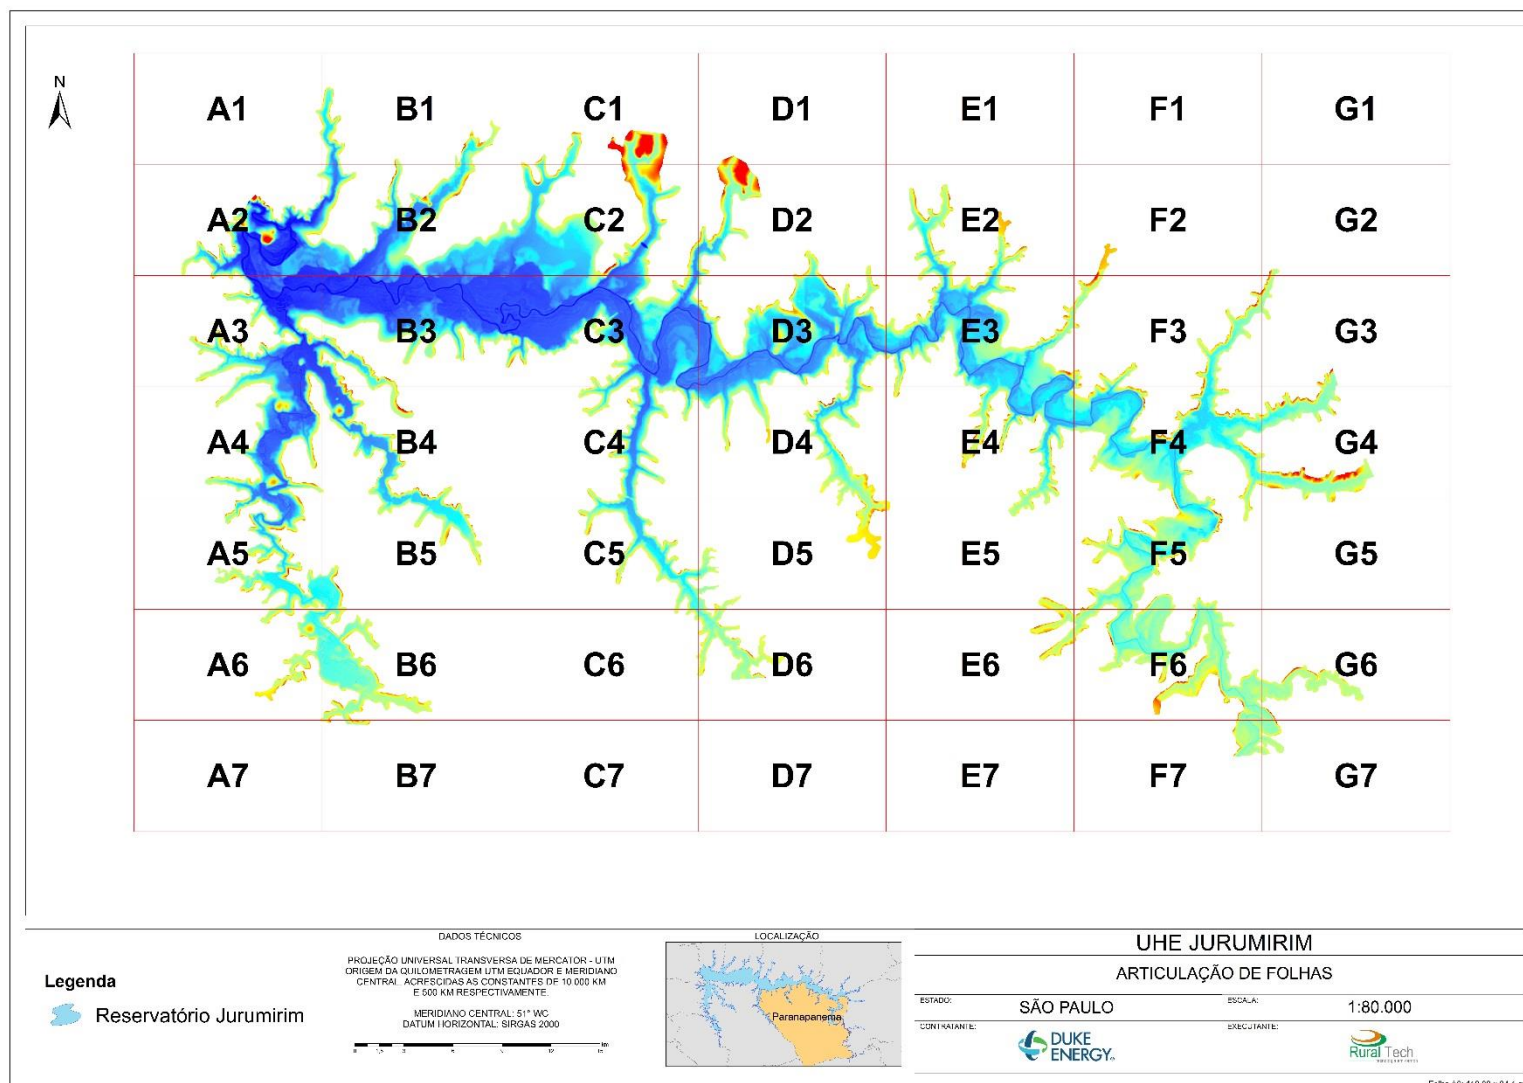 N
A1 B1 C1 D1 E1 F1 G1
A2 B2 C2 D2 E2 F2 G2
A3 B3 C3 D3 E3 F3 G3
A4 B4 C4 D4 E4 F4 G4
A5 B5 C5 D5 E5 F5 G5
A6 B6 C6 D6 E6 F6 G6
A7 B7 C7 D7 E7 F7 G7
Legenda
Reservatório Jurumirim
DADOS TÉCNICOS
PROJEÇÃO UNIVERSAL TRANSVERSA DE MERCATOR - UTM
ORIGEM DA QUILOMETRAGEM UTM EQUADOR E MERIDIANO
CENTRAL. ACRESCIDAS AS CONSTANTES DE 10 000 KM
E 500 KM RESPECTIVAMENTE.
MERIDIANO CENTRAL: 51° WC
DATUM HORIZONTAL: SIRGAS 2000
km
LOCALIZAÇÃO
Paranapanema
UHE JURUMIRIM
ARTICULAÇÃO DE FOLHAS
ESTADO: SÃO PAULO ESCALA: 1:80.000
CONTRATANTE: DUKE ENERGY EXECUTANTE: Rural Tech